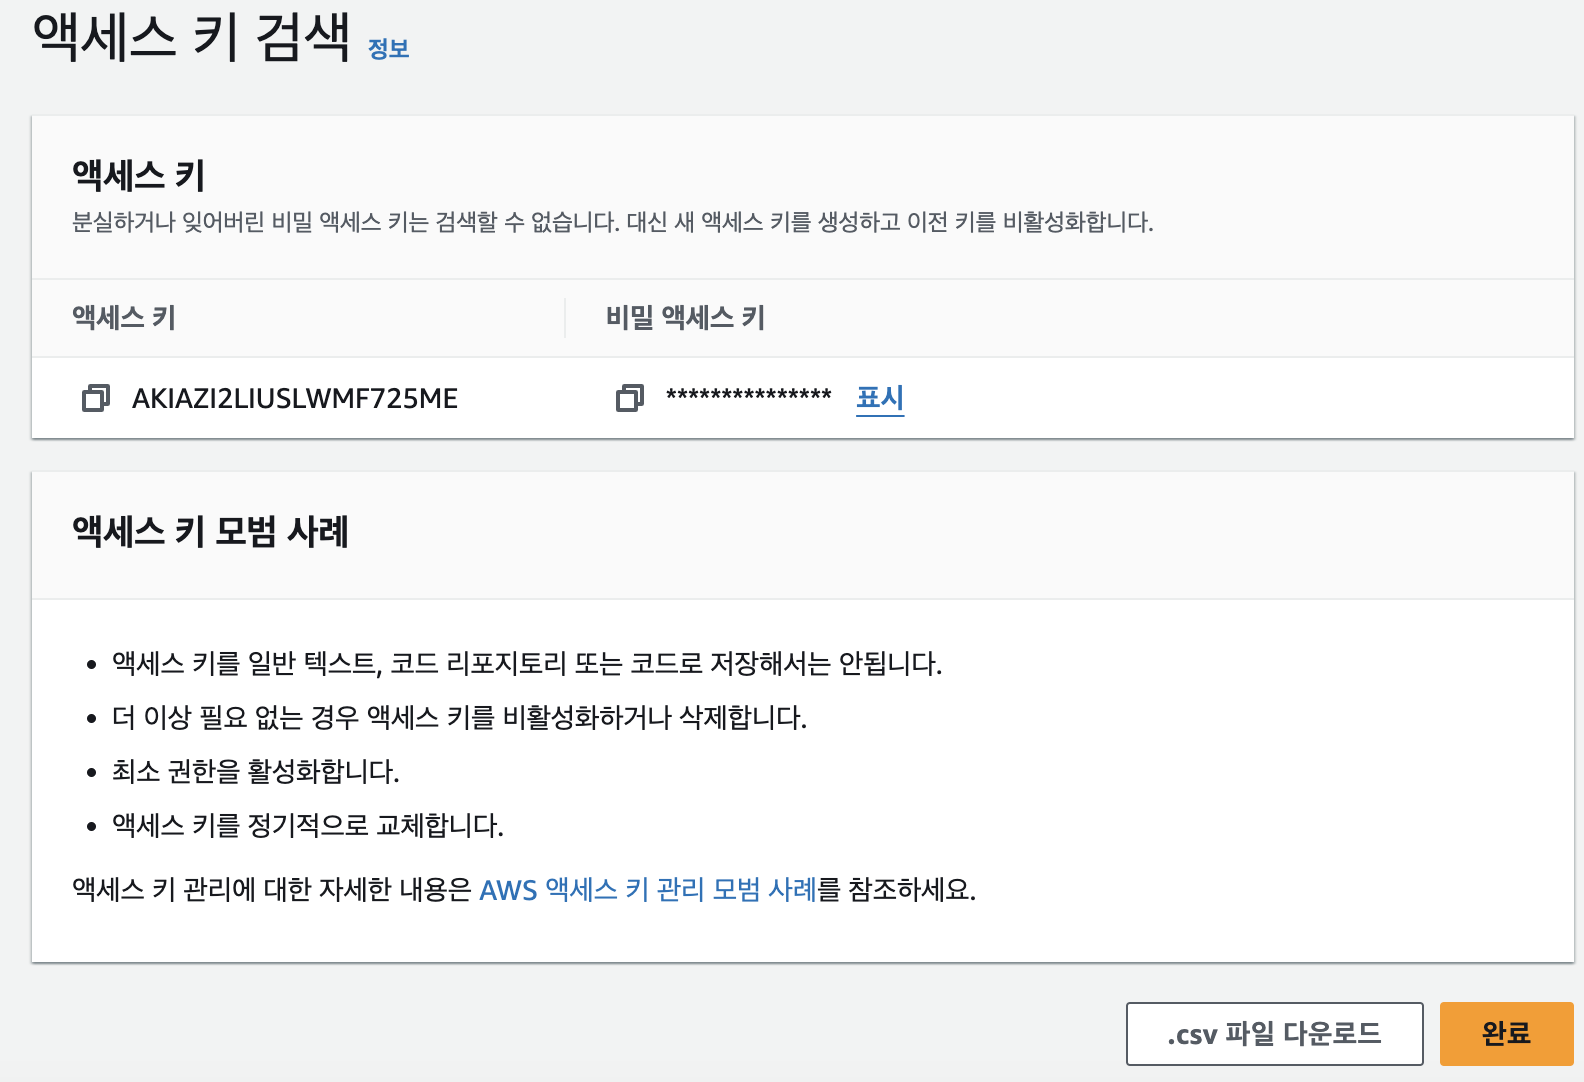 액세스 키 검색 정보
액세스 키
분실하거나 잊어버린 비밀 액세스 키는 검색할 수 없습니다. 대신 새 액세스 키를 생성하고 이전 키를 비활성화합니다.
액세스 키 비밀 액세스 키
AKIAZI2LIUSLWMF725ME *************** 표시
액세스 키 모범 사례
• 액세스 키를 일반 텍스트, 코드 리포지토리 또는 코드로 저장해서는 안됩니다.
• 더 이상 필요 없는 경우 액세스 키를 비활성화하거나 삭제합니다.
• 최소 권한을 활성화합니다.
• 액세스 키를 정기적으로 교체합니다.
액세스 키 관리에 대한 자세한 내용은 AWS 액세스 키 관리 모범 사례를 참조하세요.
.csv 파일 다운로드 완료